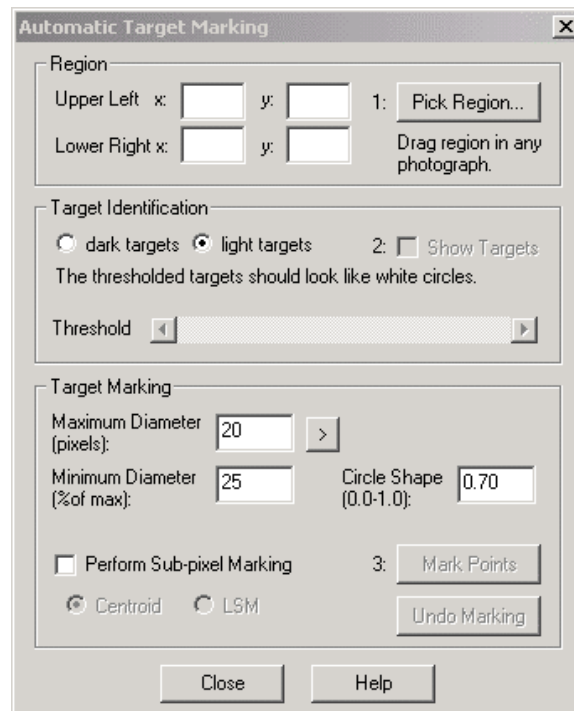 Automatic Target Marking
Region
Upper Left x: y: 1: Pick Region...
Lower Right x: y: Drag region in any
photograph.
Target Identification
dark targets light targets 2: Show Targets
The thresholded targets should look like white circles.
Threshold
Target Marking
Maximum Diameter
(pixels): 20 >
Minimum Diameter
(%of max): 25 Circle Shape
(0.0-1.0): 0.70
Perform Sub-pixel Marking 3: Mark Points
Centroid LSM Undo Marking
Close Help